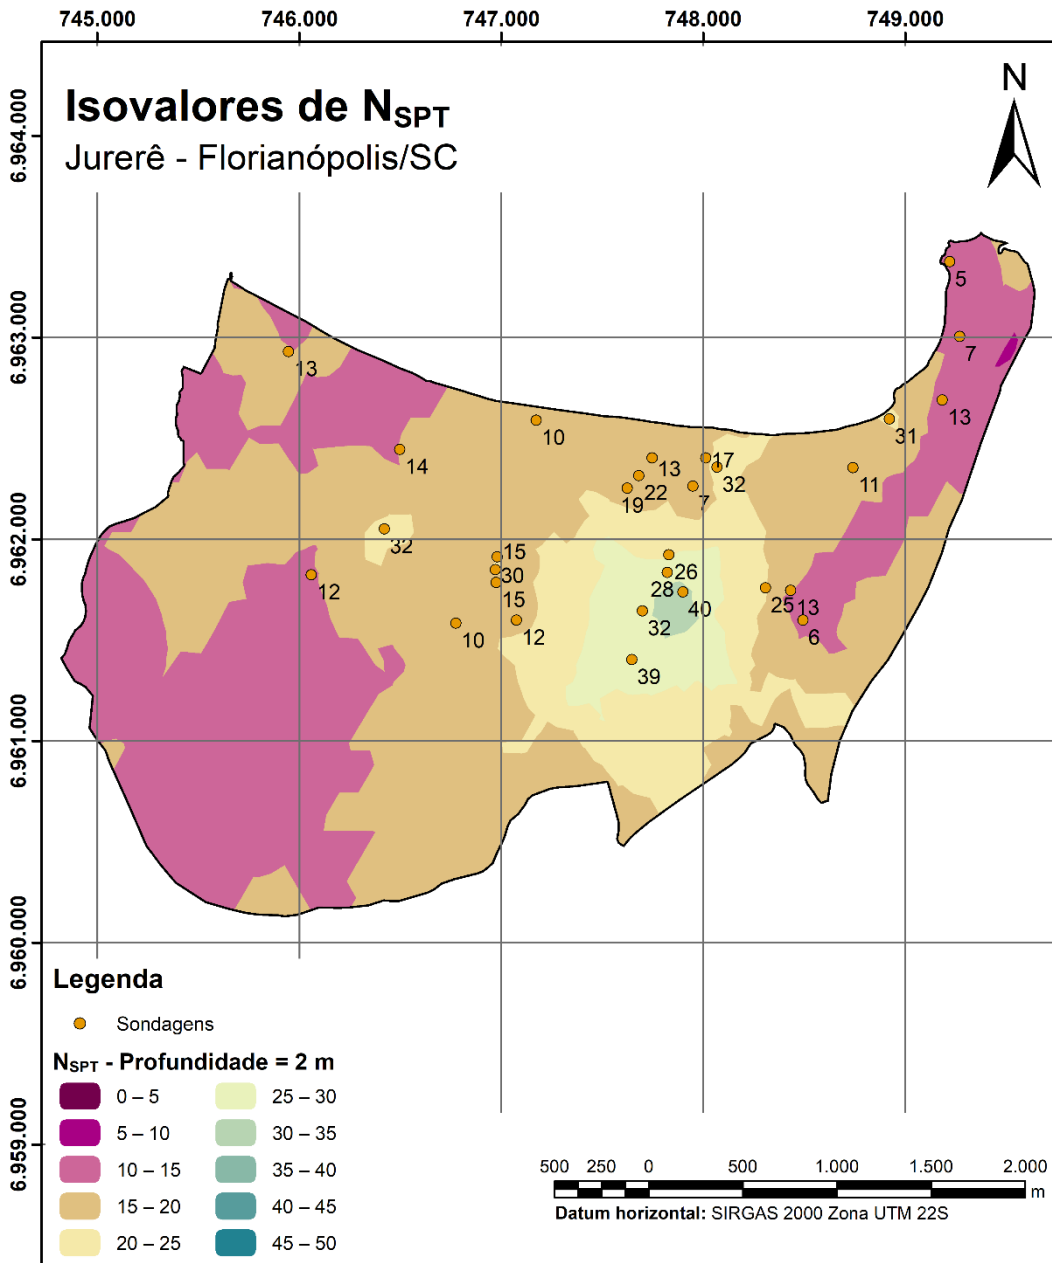 745.000 746.000 747.000 748.000 749.000
Isovalores de NSPT
Jurerê - Florianópolis/SC
N
6.964.000
6.963.000
6.962.000
6.961.000
6.960.000
6.959.000
5
7
13
13
31
10
14
13
17
11
22
32
19
7
32
15
26
30
12
28
15
40
25
13
32
10
12
6
39
Legenda
Sondagens
NSPT - Profundidade = 2 m
0 – 5
5 – 10
10 – 15
15 – 20
20 – 25
25 – 30
30 – 35
35 – 40
40 – 45
45 – 50
500 250 0 500 1.000 1.500 2.000
m
Datum horizontal: SIRGAS 2000 Zona UTM 22S